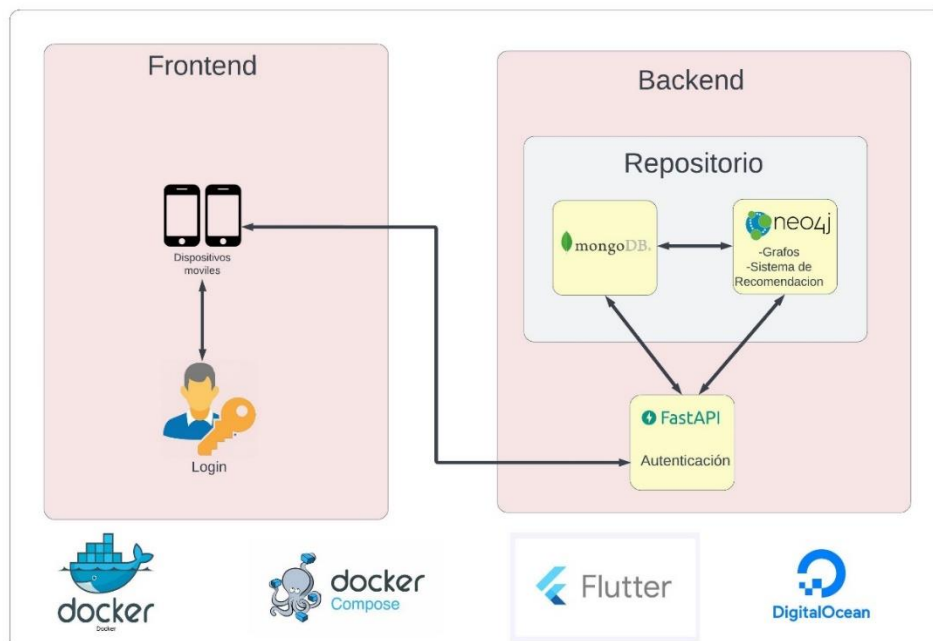 Frontend
Dispositivos
moviles
Login
Backend
Repositorio
mongoDB.
neo4j
-Grafos
-Sistema de
Recomendacion
FastAPI
Autenticación
docker
Docker
docker
Compose
Flutter
DigitalOcean